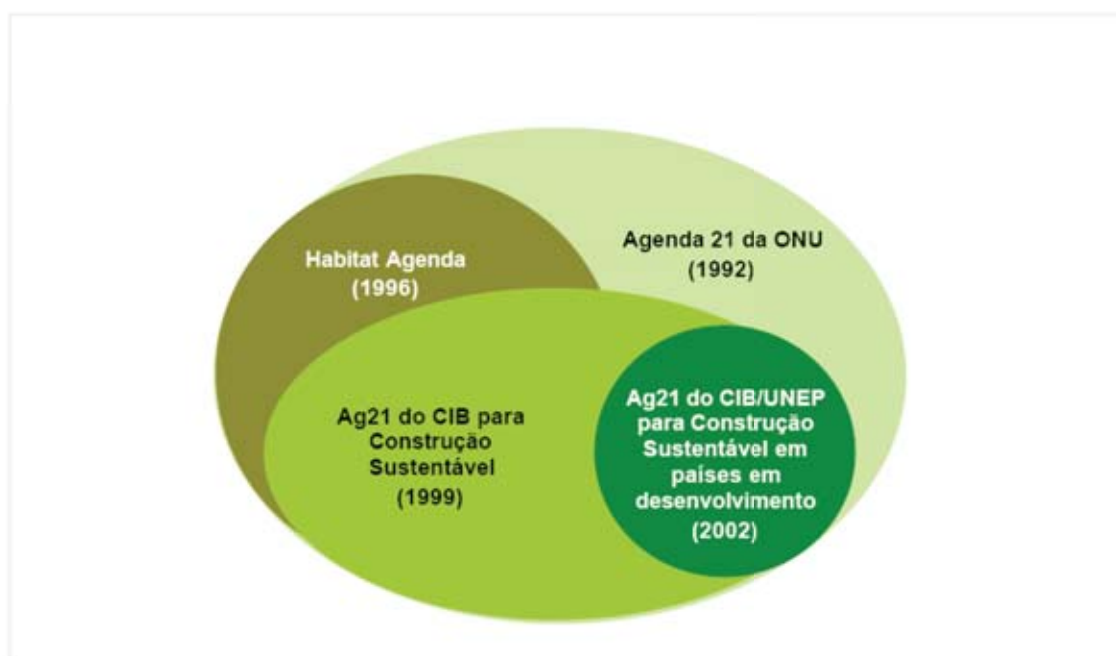 Agenda 21 da ONU
(1992)
Habitat Agenda
(1996)
Ag21 do CIB para
Construção
Sustentável
(1999)
Ag21 do CIB/UNEP
para Construção
Sustentável em
países em
desenvolvimento
(2002)